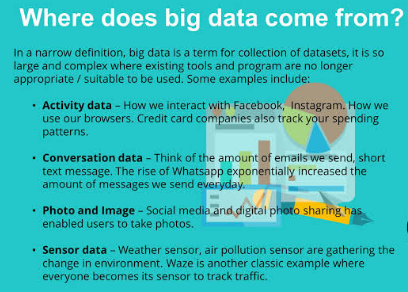 Where does big data come from?
In a narrow definition, big data is a term for collection of datasets, it is so
large and complex where existing tools and program are no longer
appropriate / suitable to be used. Some examples include:
• Activity data – How we interact with Facebook, Instagram. How we
use our browsers. Credit card companies also track your spending
patterns.
• Conversation data – Think of the amount of emails we send, short
text message. The rise of Whatsapp exponentially increased the
amount of messages we send everyday.
• Photo and Image – Social media and digital photo sharing has
enabled users to take photos.
• Sensor data – Weather sensor, air pollution sensor are gathering the
change in environment. Waze is another classic example where
everyone becomes its sensor to track traffic.